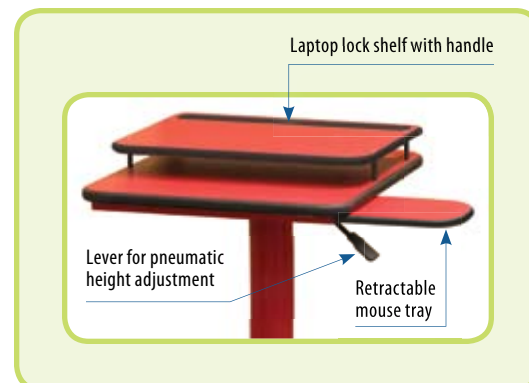 Laptop lock shelf with handle
Lever for pneumatic
height adjustment
Retractable
mouse tray